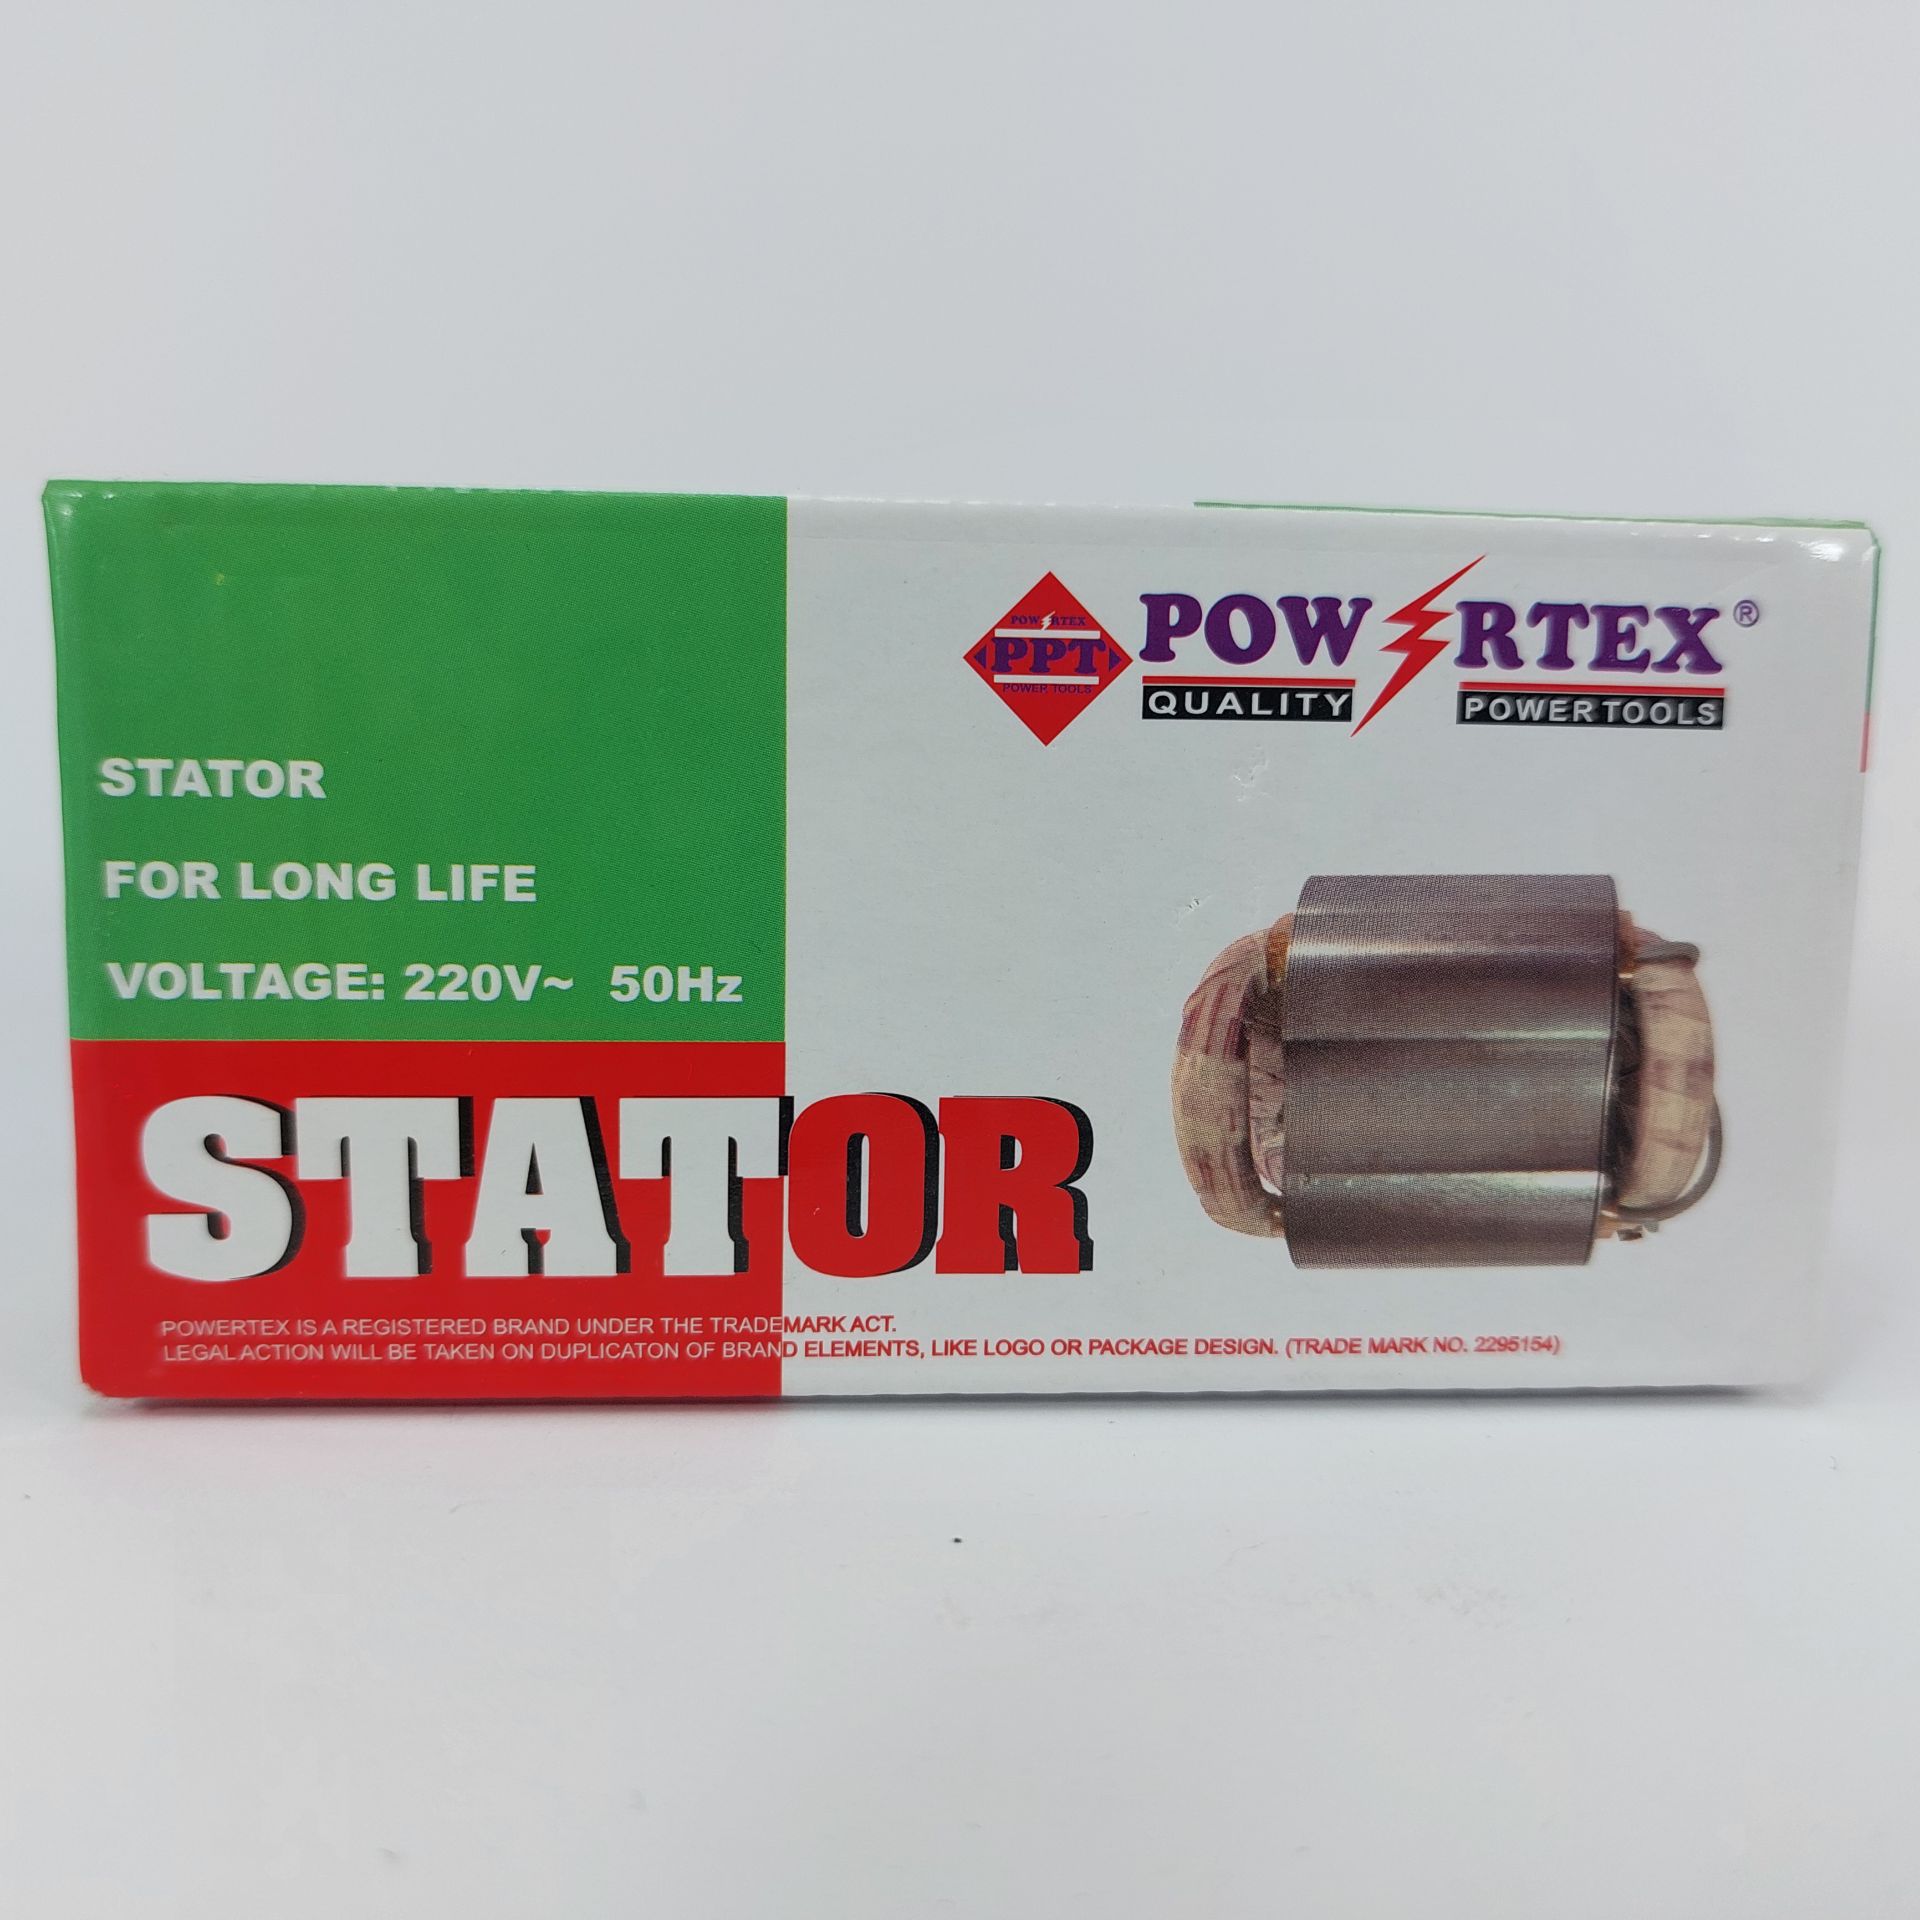 POWERTEX
PPT
POWER TOOLS
POWERTEX®
QUALITY POWER TOOLS
STATOR
FOR LONG LIFE
VOLTAGE: 220V~ 50Hz
STATOR
POWERTEX IS A REGISTERED BRAND UNDER THE TRADEMARK ACT.
LEGAL ACTION WILL BE TAKEN ON DUPLICATON OF BRAND ELEMENTS, LIKE LOGO OR PACKAGE DESIGN. (TRADE MARK NO. 2295154)